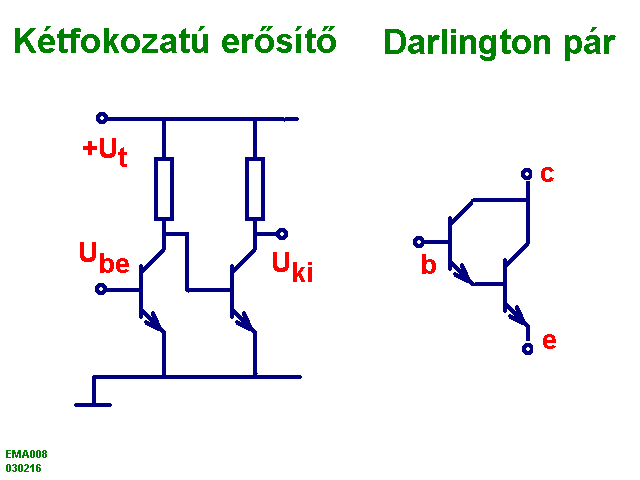 Kétfokozatú erősítő
Darlington pár
+Ut
Ube
Uki
c
b
e
EMA008
030216